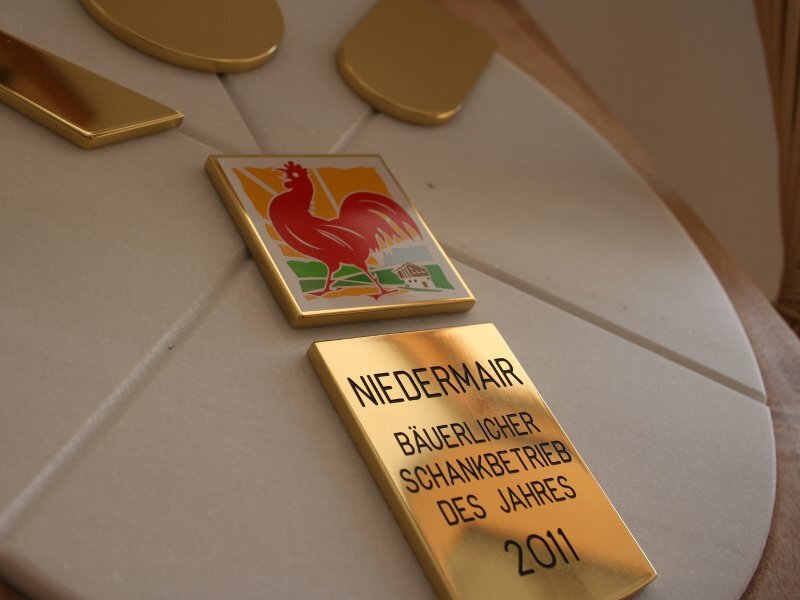 NIEDERMAIR
BÄUERLICHER
SCHANKBETRIEB
DES JAHRES
2011